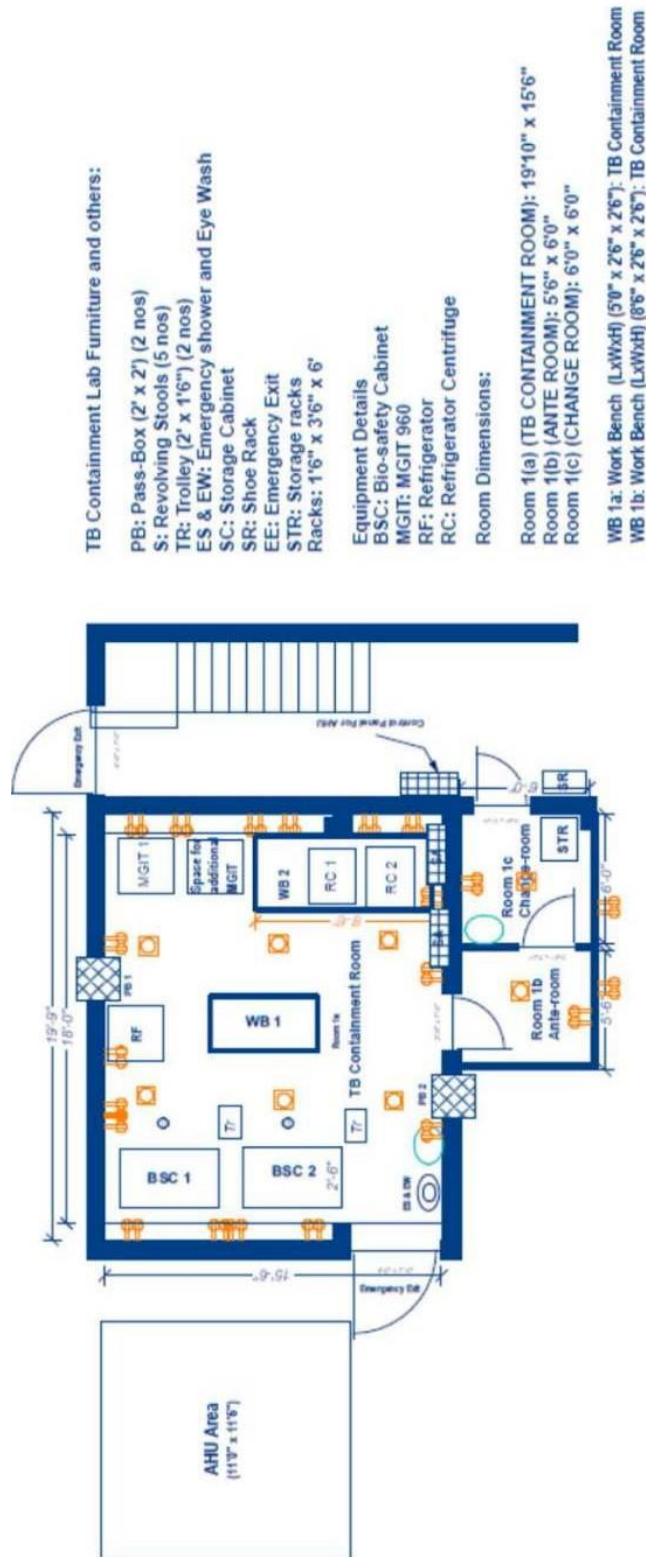 TB Containment Lab Furniture and others:
PB: Pass-Box (2' x 2') (2 nos)
S: Revolving Stools (5 nos)
TR: Trolley (2' x 1'6") (2 nos)
ES & EW: Emergency shower and Eye Wash
SC: Storage Cabinet
SR: Shoe Rack
EE: Emergency Exit
STR: Storage racks
Racks: 1'6" x 3'6" x 6'
Equipment Details
BSC: Bio-safety Cabinet
MGIT: MGIT 960
RF: Refrigerator
RC: Refrigerator Centrifuge
Room Dimensions:
Room 1(a) (TB CONTAINMENT ROOM): 19'10" x 15'6"
Room 1(b) (ANTE ROOM): 5'6" x 6'0"
Room 1(c) (CHANGE ROOM): 6'0" x 6'0"
WB 1a: Work Bench (LxWxH) (5'0" x 2'6" x 2'6"): TB Containment Room
WB 1b: Work Bench (LxWxH) (8'6" x 2'6" x 2'6"): TB Containment Room
Emergency Exit
19'-9"
18'-0"
MGIT 1
Space for
additional
MGIT
WB 2
RC 1
RC 2
Control Panel For AHU
6'-0"
SR
STR
Room 1c
Change-room
6'-0"
PB 1
RF
WB 1
Room 1a
TB Containment Room
Room 1b
Ante-room
5'-6"
PB 2
Tr
Tr
BSC 1
BSC 2
2'-6"
ES & EW
15'-6"
Emergency Exit
AHU Area
(11'0" x 11'6")